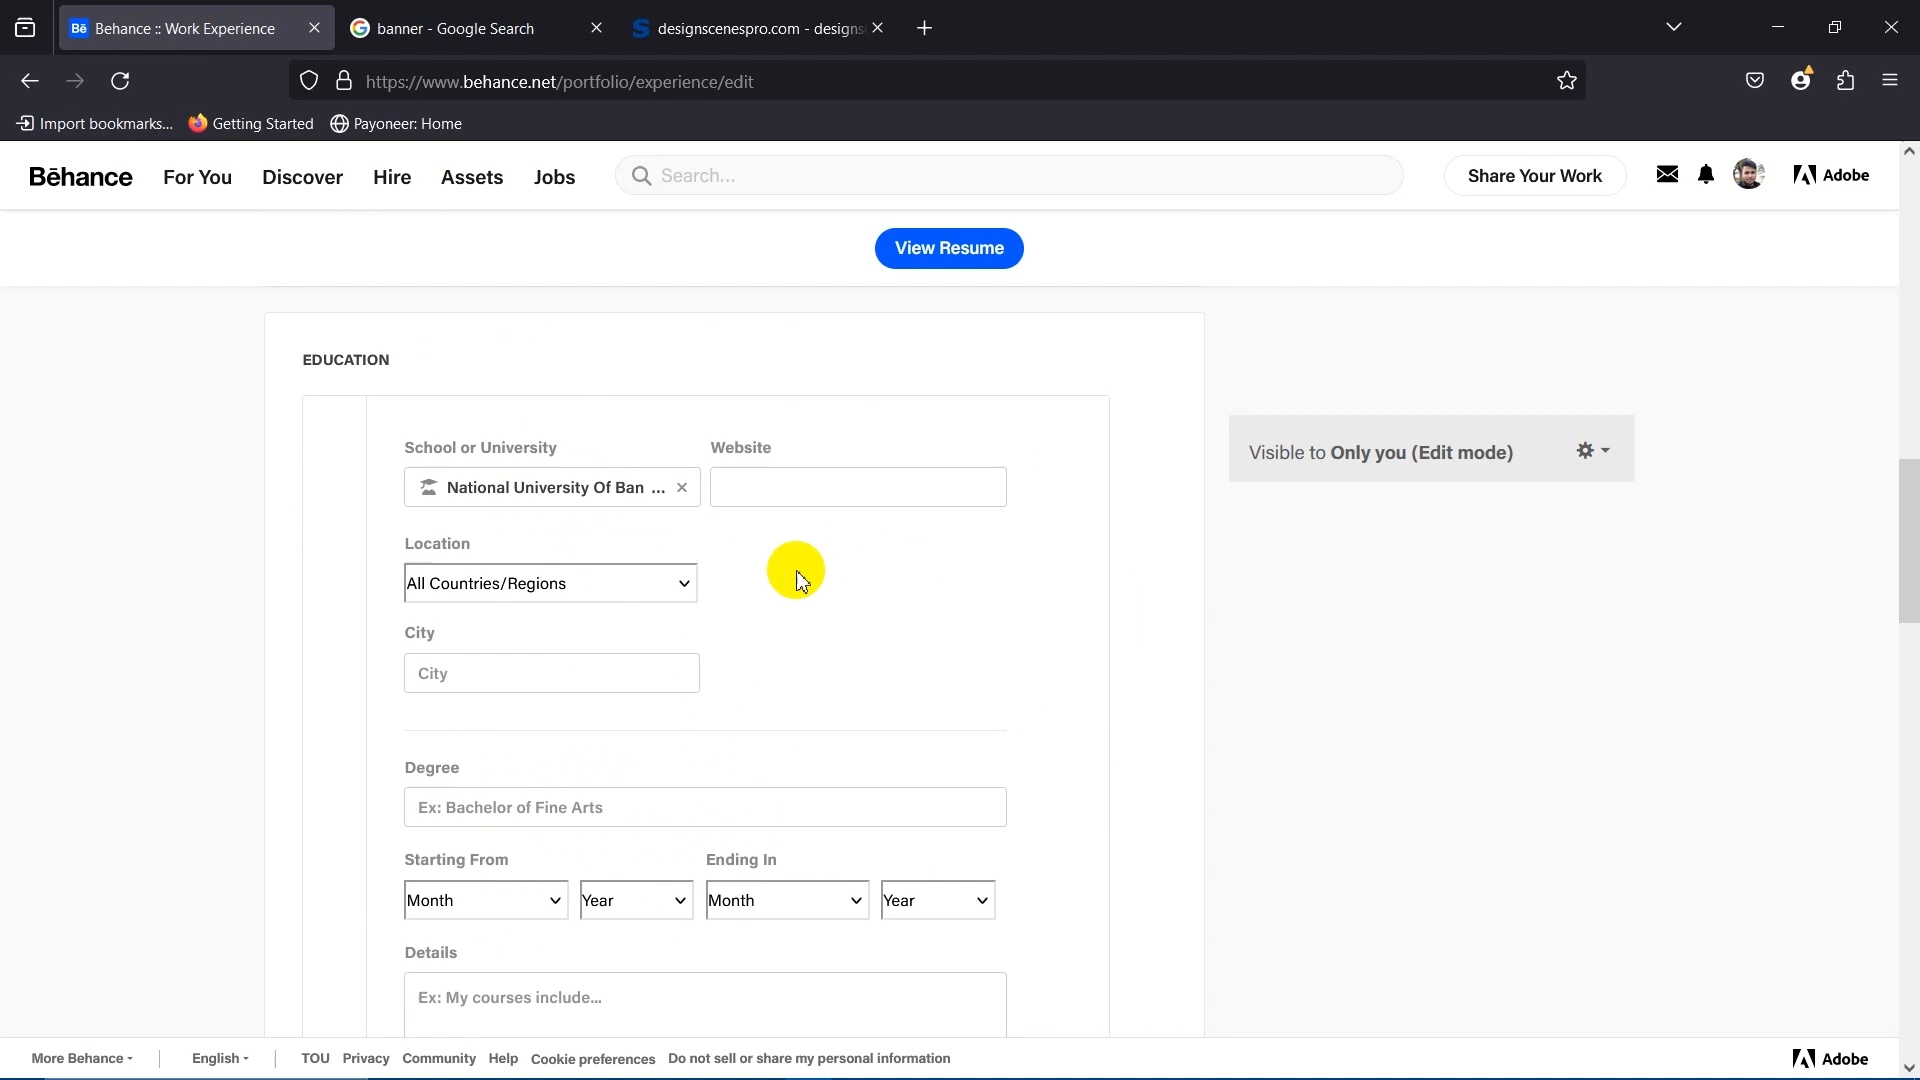 Bē Behance :: Work Experience
banner - Google Search
designscenespro.com - design
https://www.behance.net/portfolio/experience/edit
Import bookmarks...
Getting Started
Payoneer: Home
Bēhance
For You
Discover
Hire
Assets
Jobs
Search...
Share Your Work
Adobe
View Resume
EDUCATION
School or University
Website
National University Of Ban ...
Visible to Only you (Edit mode)
Location
All Countries/Regions
City
City
Degree
Ex: Bachelor of Fine Arts
Starting From
Ending In
Month
Year
Month
Year
Details
Ex: My courses include...
More Behance
English
TOU
Privacy
Community
Help
Cookie preferences
Do not sell or share my personal information
Adobe